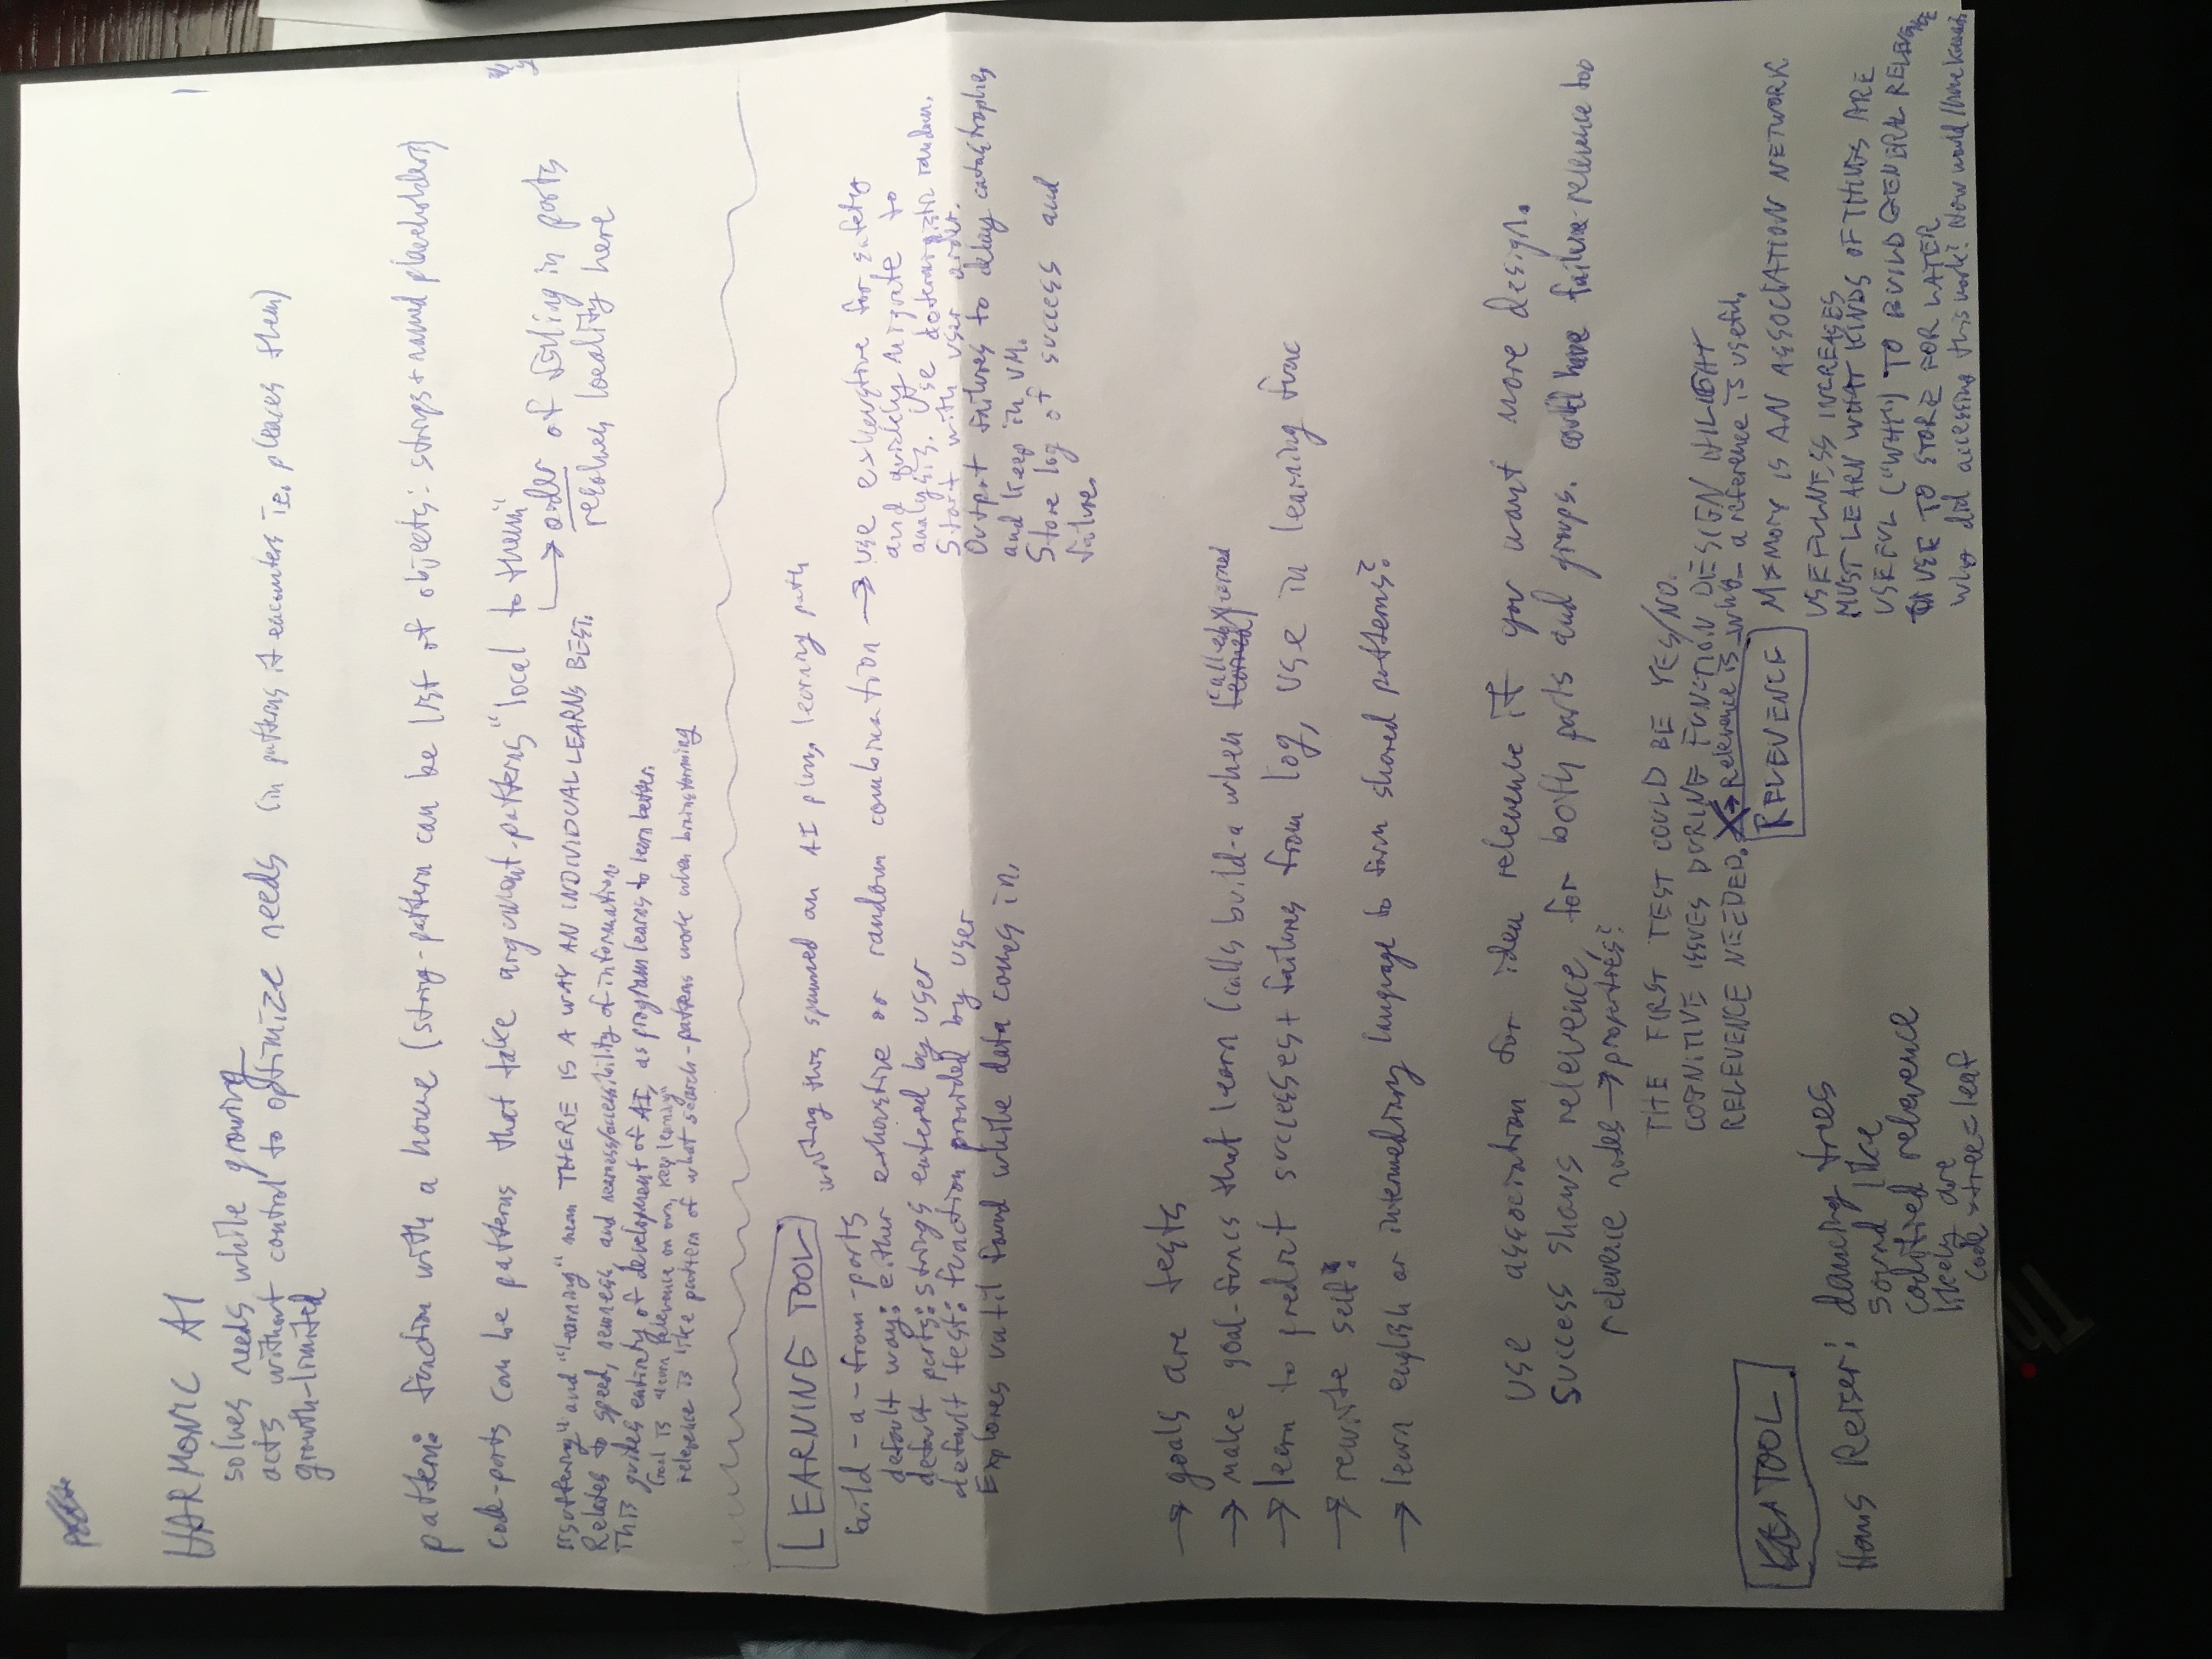 HARMONIC AI
solves needs while growing
acts without control to optimize needs (in patterns it encounters i.e. pleases them)
growth-limited
pattern: function with a home (string-pattern can be list of objects: strings + named placeholders)
code-parts can be patterns that take argument-patterns "local to them"
→ order of filling in parts
resolves locality here
"suffering" and "learning" mean THERE IS A WAY AN INDIVIDUAL LEARNS BEST.
Relates to speed, newness, and nearness/accessibility of information.
This guides entirety of development of AI, as program learns to learn better.
Goal is "learn relevence on own, keep learning"
relevence is like pattern of what search-patterns work when brainstorming
LEARNING TOOL
writing this spawned an AI plan, learning path
build-a-from-parts
default way: either exhaustive or random combination
default parts: strings entered by user
default test: function provided by user
Explores until found while data comes in.
→ use exhaustive for safety
and quickly migrate to
analysis. Use deterministic random.
Start with user order.
Output failures to delay catastrophes
and keep in VM.
Store log of success and
failure.
→ goals are tests
→ make goal-funcs that learn (calls build-a when called) learned
→ learn to predict successes + failures from log, use in learning func
→ rewrite self!
→ learn english or intermediary language to form shared patterns?
use association for idea relevence if you want more design.
success shows relevence, for both parts and groups. could have failure-relevence too
relevence notes → properties?
THE FIRST TEST COULD BE YES/NO.
COGNITIVE ISSUES DURING FUNCTION DESIGN HILIGHT
RELEVENCE NEEDED. → Relevence is _why_ a reference is useful.
TOOL
Hans Reiser: dancing trees
sound like
codified relevence
likely are
code → tree = leaf
RELEVENCE
MEMORY IS AN ASSOCIATION NETWORK
USEFULNESS INCREASES
MUST LEARN WHAT KINDS OF THINGS ARE
USEFUL ("WHY") TO BUILD GENERAL RELEVENCE
USE TO STORE FOR LATER
Why did accessing this work? How would I have known